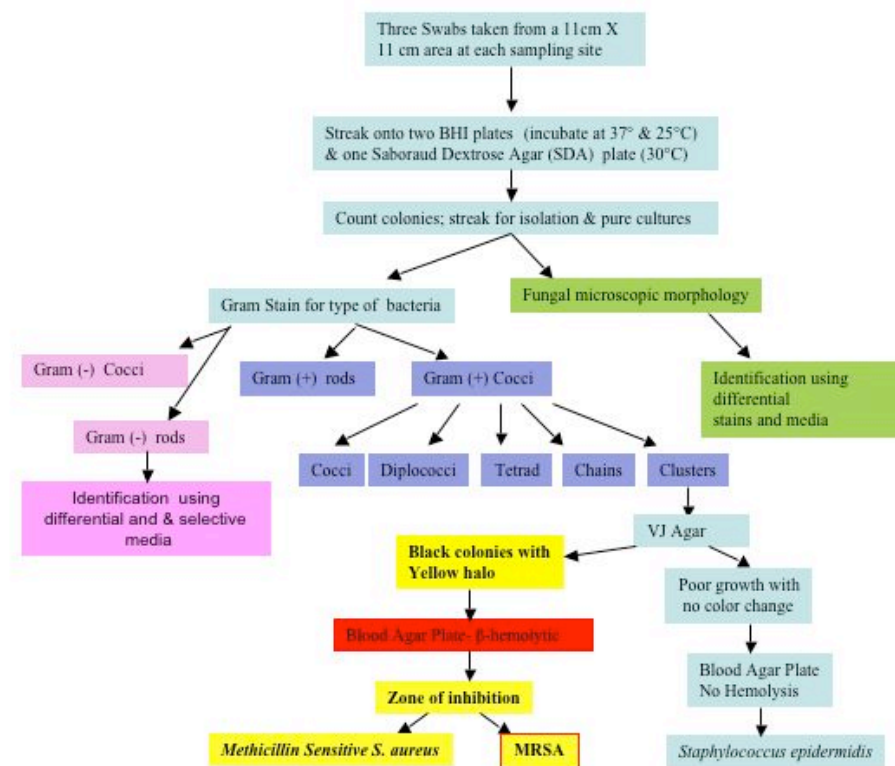 Three Swabs taken from a 11cm X
11 cm area at each sampling site
Streak onto two BHI plates (incubate at 37° & 25°C)
& one Saboraud Dextrose Agar (SDA) plate (30°C)
Count colonies; streak for isolation & pure cultures
Gram Stain for type of bacteria
Fungal microscopic morphology
Gram (-) Cocci
Gram (+) rods
Gram (+) Cocci
Identification using
differential
stains and media
Gram (-) rods
Cocci
Diplococci
Tetrad
Chains
Clusters
Identification using
differential and & selective
media
VJ Agar
Black colonies with
Yellow halo
Poor growth with
no color change
Blood Agar Plate- β-hemolytic
Blood Agar Plate
No Hemolysis
Zone of inhibition
Methicillin Sensitive S. aureus
MRSA
Staphylococcus epidermidis